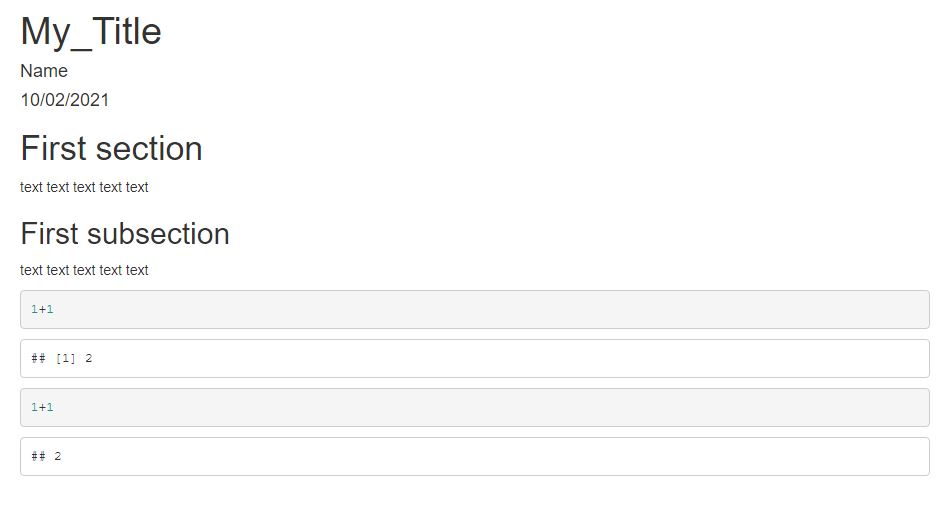 My_Title
Name
10/02/2021
First section
text text text text text
First subsection
text text text text text
1+1
## [1] 2
1+1
## 2